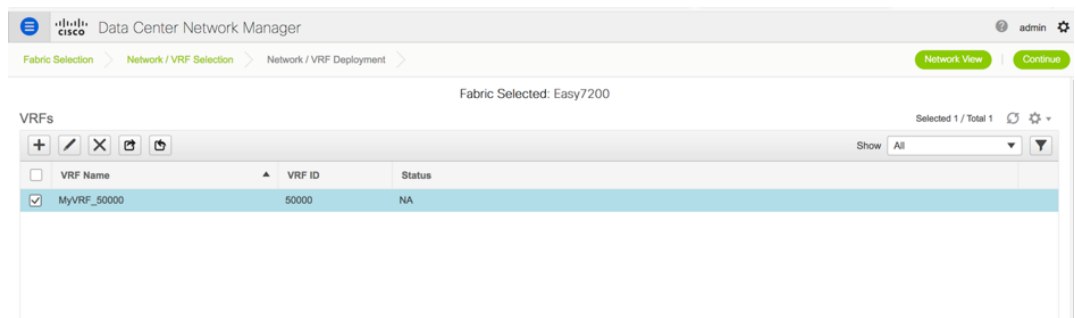 cisco Data Center Network Manager admin
Fabric Selection Network / VRF Selection Network / VRF Deployment Network View Continue
Fabric Selected: Easy7200
VRFs Selected 1 / Total 1
Show All
VRF Name VRF ID Status
MyVRF_50000 50000 NA